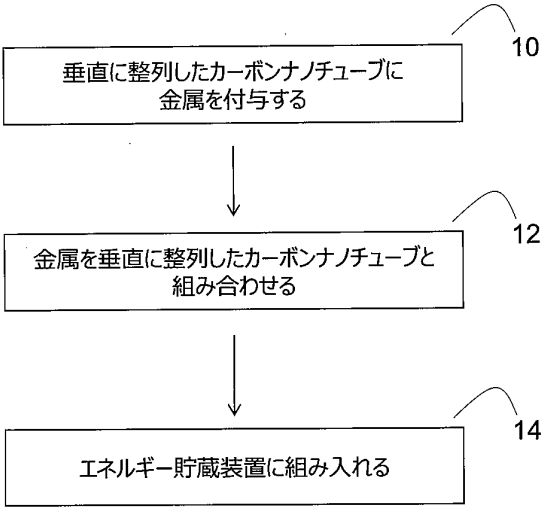 10
垂直に整列したカーボンナノチューブに
金属を付与する
12
金属を垂直に整列したカーボンナノチューブと
組み合わせる
14
エネルギー貯蔵装置に組み入れる